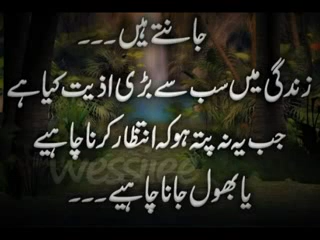 جانتے ہیں ۔۔۔
زندگی میں سب سے بڑی اذیت کیا ہے
جب یہ نہ پتہ ہو کہ انتظار کرنا چاہیے
یا بھول جانا چاہیے ۔۔۔